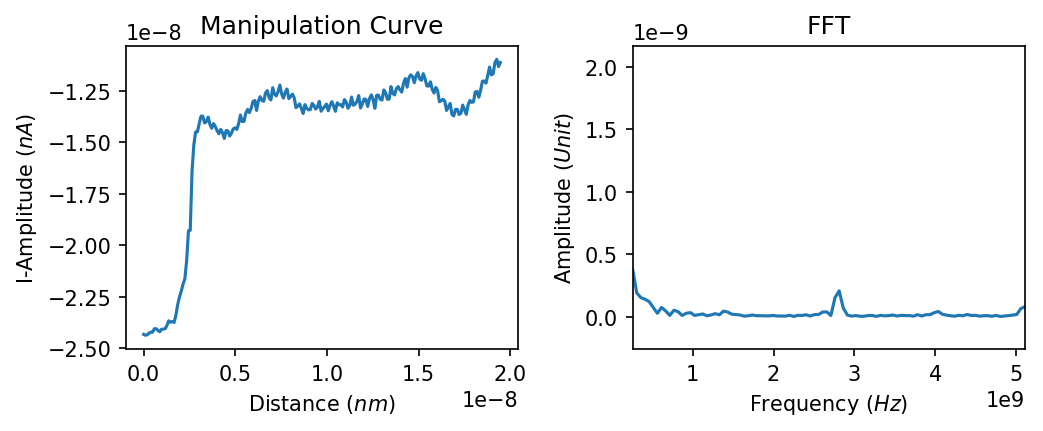 Manipulation Curve
1e−8
I-Amplitude (nA)
−1.25
−1.50
−1.75
−2.00
−2.25
−2.50
0.0 0.5 1.0 1.5 2.0
1e−8
Distance (nm)
FFT
1e−9
Amplitude (Unit)
2.0
1.5
1.0
0.5
0.0
1 2 3 4 5
1e9
Frequency (Hz)